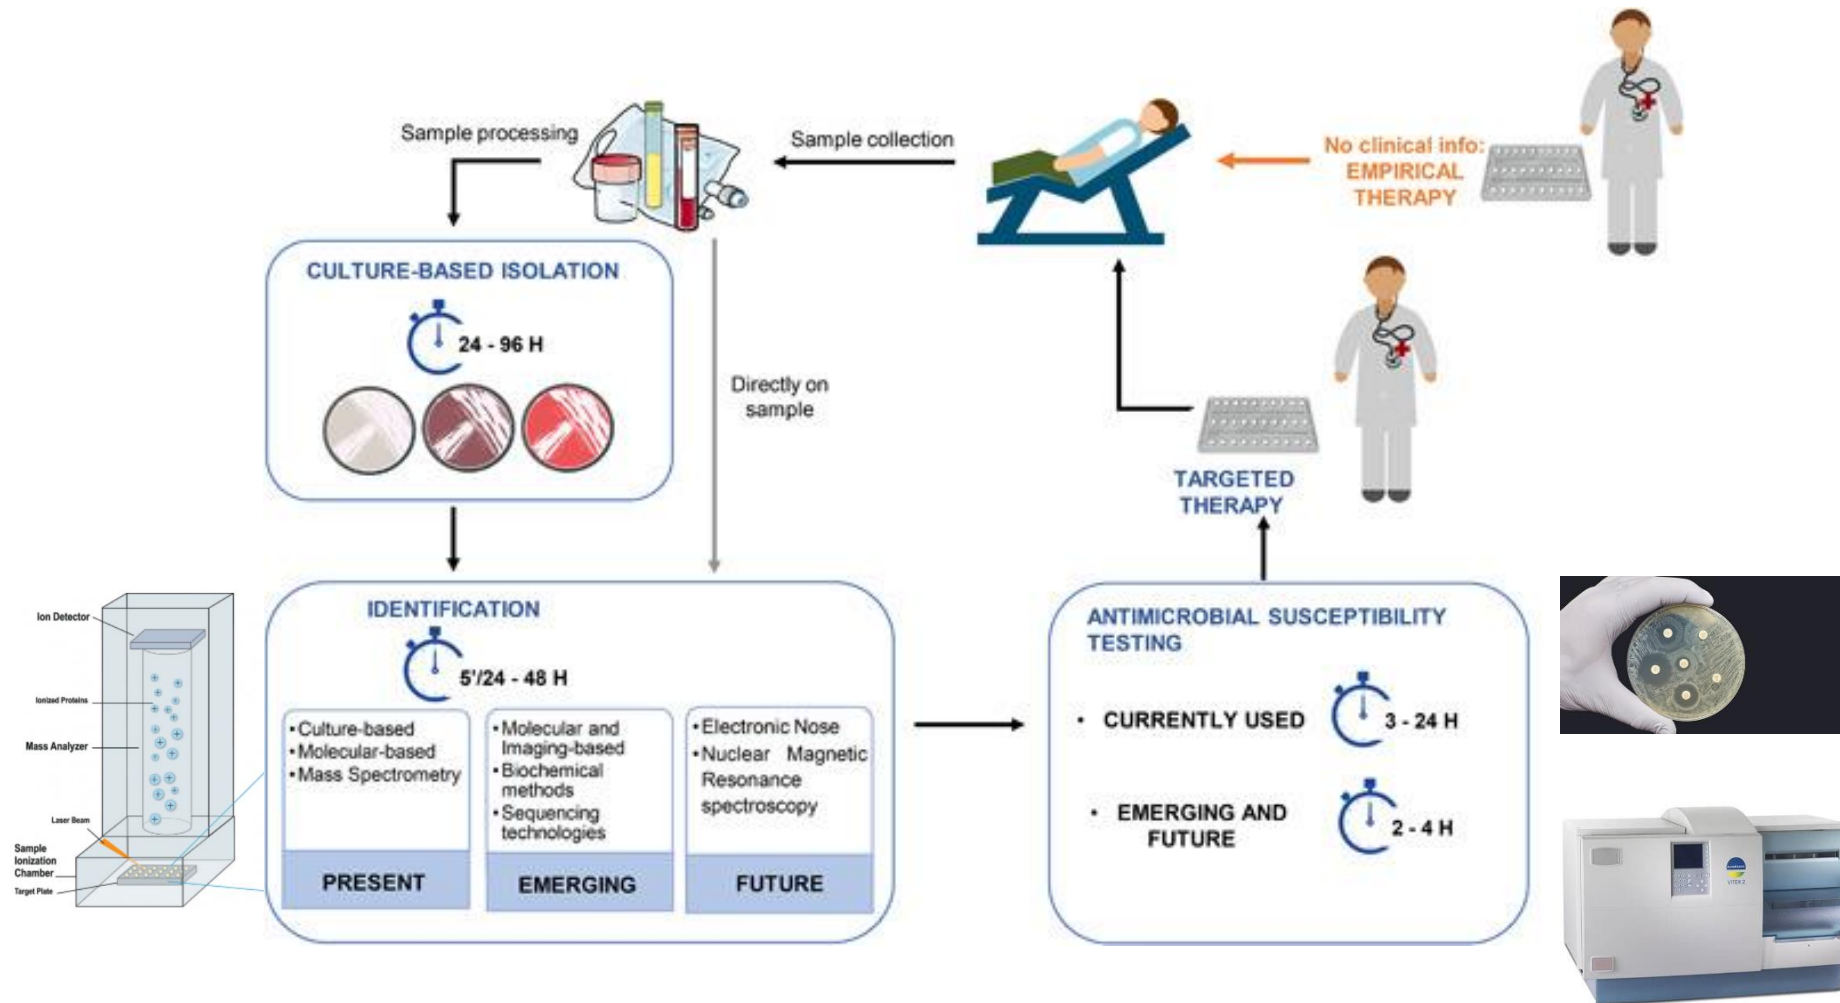 Sample processing
Sample collection
No clinical info:
EMPIRICAL
THERAPY
CULTURE-BASED ISOLATION
24 - 96 H
Directly on
sample
TARGETED
THERAPY
IDENTIFICATION
5'/24 - 48 H
•Culture-based
•Molecular-based
•Mass Spectrometry
PRESENT
•Molecular and
Imaging-based
•Biochemical
methods
•Sequencing
technologies
EMERGING
•Electronic Nose
•Nuclear Magnetic
Resonance
spectroscopy
FUTURE
ANTIMICROBIAL SUSCEPTIBILITY
TESTING
• CURRENTLY USED
3 - 24 H
• EMERGING AND
FUTURE
2 - 4 H
Ion Detector
Ionized Proteins
Mass Analyzer
Laser Beam
Sample
Ionization
Chamber
Target Plate
VITEK 2